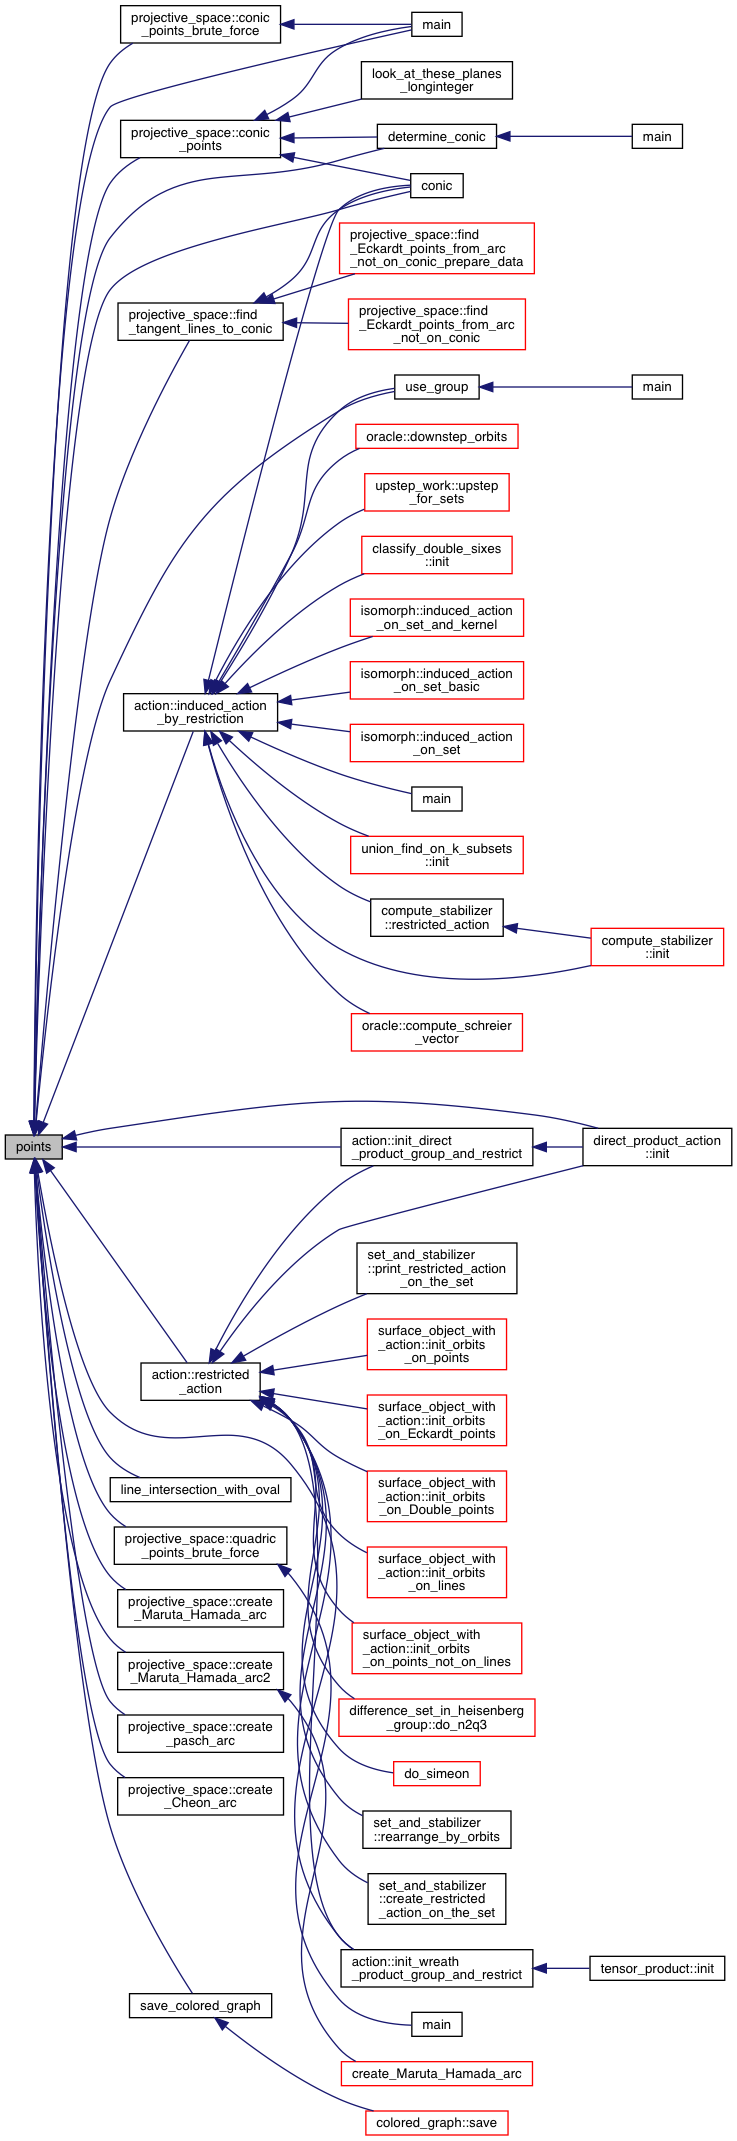 projective_space::conic
_points_brute_force
main
look_at_these_planes
_longinteger
projective_space::conic
_points
determine_conic
main
conic
projective_space::find
_Eckardt_points_from_arc
_not_on_conic_prepare_data
projective_space::find
_tangent_lines_to_conic
projective_space::find
_Eckardt_points_from_arc
_not_on_conic
use_group
main
oracle::downstep_orbits
upstep_work::upstep
_for_sets
classify_double_sixes
::init
isomorph::induced_action
_on_set_and_kernel
isomorph::induced_action
_on_set_basic
action::induced_action
_by_restriction
isomorph::induced_action
_on_set
main
union_find_on_k_subsets
::init
compute_stabilizer
::restricted_action
compute_stabilizer
::init
oracle::compute_schreier
_vector
points
action::init_direct
_product_group_and_restrict
direct_product_action
::init
set_and_stabilizer
::print_restricted_action
_on_the_set
surface_object_with
_action::init_orbits
_on_points
action::restricted
_action
surface_object_with
_action::init_orbits
_on_Eckardt_points
surface_object_with
_action::init_orbits
_on_Double_points
line_intersection_with_oval
projective_space::quadric
_points_brute_force
surface_object_with
_action::init_orbits
_on_lines
projective_space::create
_Maruta_Hamada_arc
surface_object_with
_action::init_orbits
_on_points_not_on_lines
projective_space::create
_Maruta_Hamada_arc2
difference_set_in_heisenberg
_group::do_n2q3
projective_space::create
_pasch_arc
do_simeon
projective_space::create
_Cheon_arc
set_and_stabilizer
::rearrange_by_orbits
set_and_stabilizer
::create_restricted
_action_on_the_set
action::init_wreath
_product_group_and_restrict
tensor_product::init
save_colored_graph
main
create_Maruta_Hamada_arc
colored_graph::save